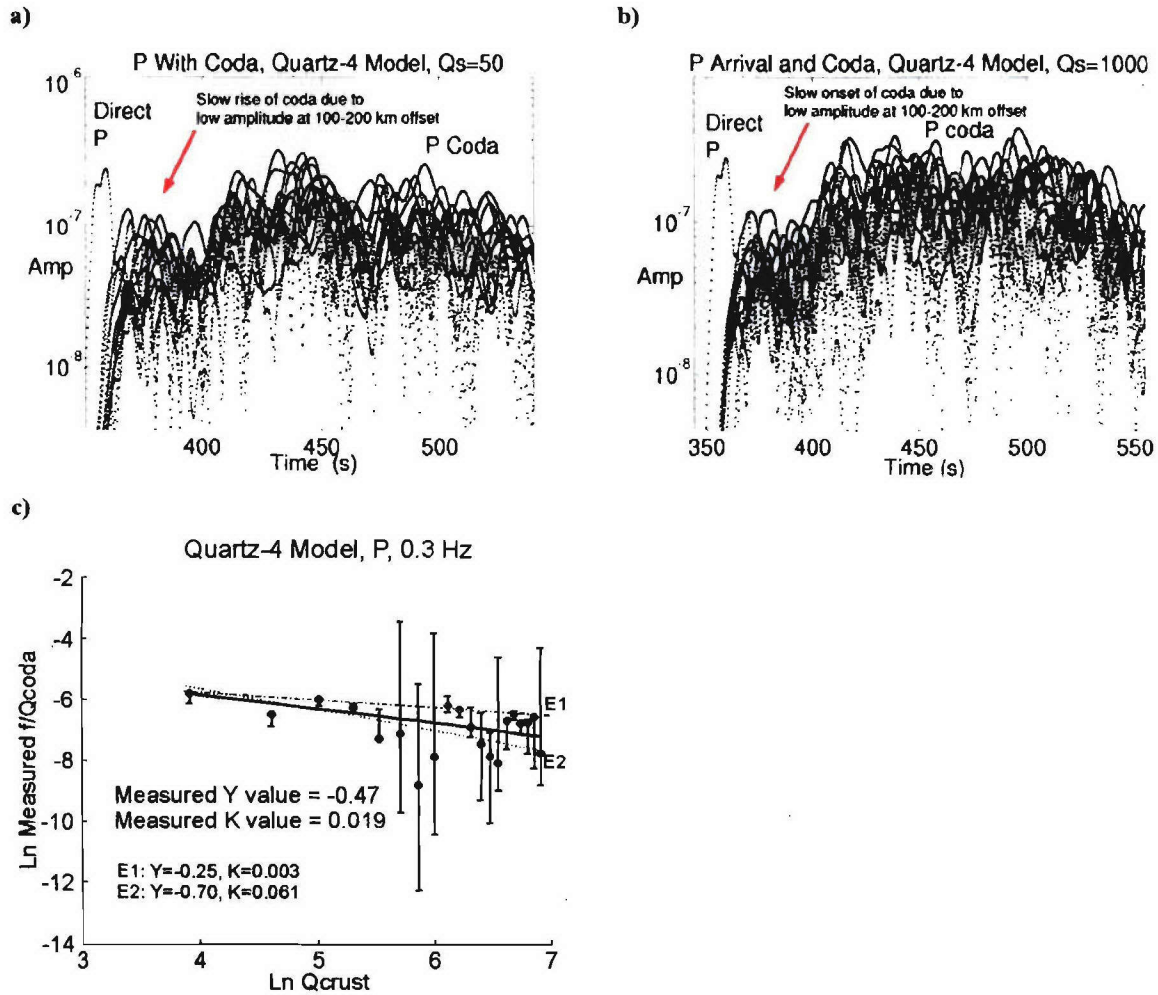 a)
P With Coda, Quartz-4 Model, Qs=50
10^6
Direct
P
Slow rise of coda due to
low amplitude at 100-200 km offset
P Coda
10^-7
Amp
10^-8
400
450
500
Time (s)
b)
P Arrival and Coda, Quartz-4 Model, Qs=1000
Direct
P
Slow onset of coda due to
low amplitude at 100-200 km offset
P coda
10^-7
Amp
10^-8
350
400
450
500
550
Time (s)
c)
Quartz-4 Model, P, 0.3 Hz
Ln Measured f/Qcoda
-2
-4
-6
-8
-10
-12
-14
E1
E2
Measured Y value = -0.47
Measured K value = 0.019
E1: Y=-0.25, K=0.003
E2: Y=-0.70, K=0.061
3
4
5
6
7
Ln Qcrust